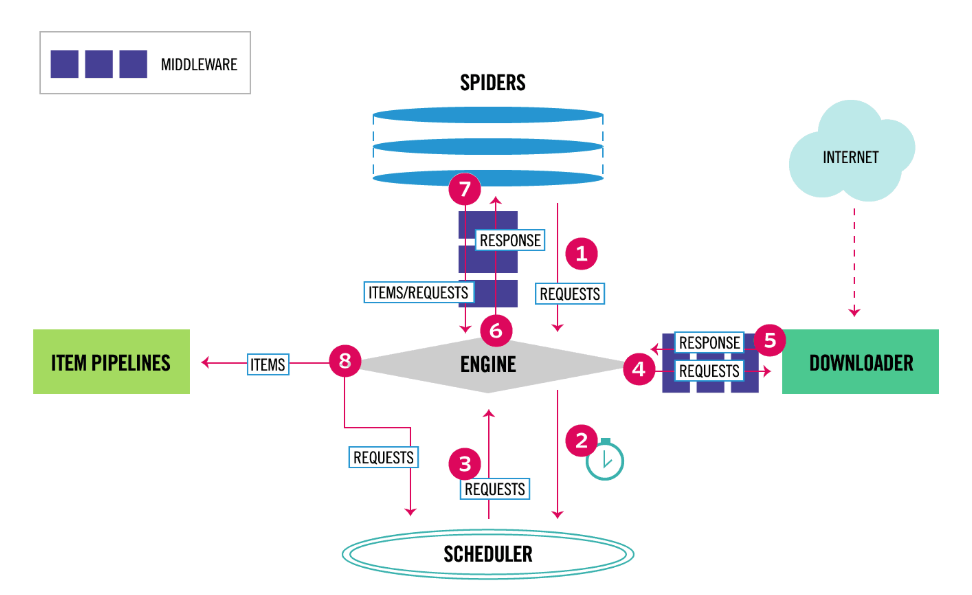 MIDDLEWARE
SPIDERS
INTERNET
7
RESPONSE
1
ITEMS/REQUESTS
REQUESTS
6
5
RESPONSE
ITEM PIPELINES
ITEMS
8
ENGINE
4
REQUESTS
DOWNLOADER
2
REQUESTS
3
REQUESTS
SCHEDULER